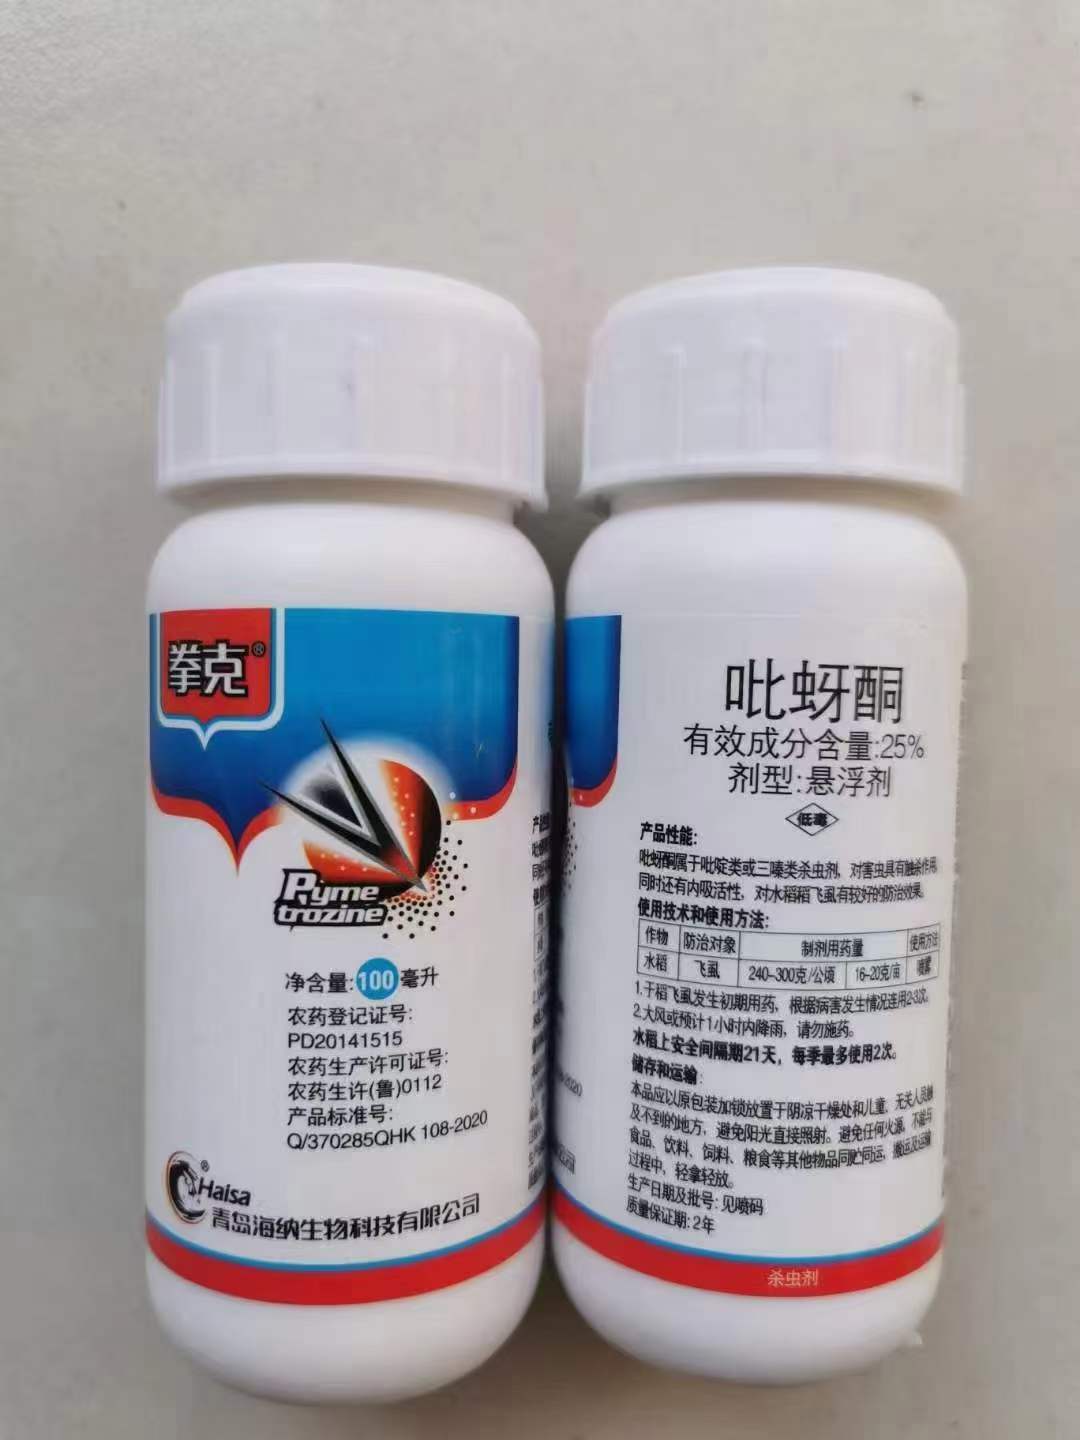 拳克®
Pyme
trozine
净含量:100毫升
农药登记证号:
PD20141515
农药生产许可证号:
农药生许(鲁)0112
产品标准号:
Q/370285QHK 108-2020
Haisa®
青岛海纳生物科技有限公司
吡蚜酮
有效成分含量:25%
剂型:悬浮剂
低毒
产品性能:
吡蚜酮属于吡啶类或三嗪类杀虫剂，对害虫具有触杀作用,
同时还有内吸活性，对水稻稻飞虱有较好的防治效果。
使用技术和使用方法:
作物 防治对象 制剂用药量 使用方法
水稻 飞虱 240-300克/公顷 16-20克/亩 喷雾
1.于稻飞虱发生初期用药，根据病害发生情况连用2-3次。
2.大风或预计1小时内降雨，请勿施药。
水稻上安全间隔期21天，每季最多使用2次。
储存和运输:
本品应以原包装加锁放置于阴凉干燥处和儿童、无关人员触
及不到的地方，避免阳光直接照射。避免任何火源，不能与
食品、饮料、饲料、粮食等其他物品同贮同运，搬运及运输
过程中，轻拿轻放。
生产日期及批号:见喷码
质量保证期:2年
杀虫剂